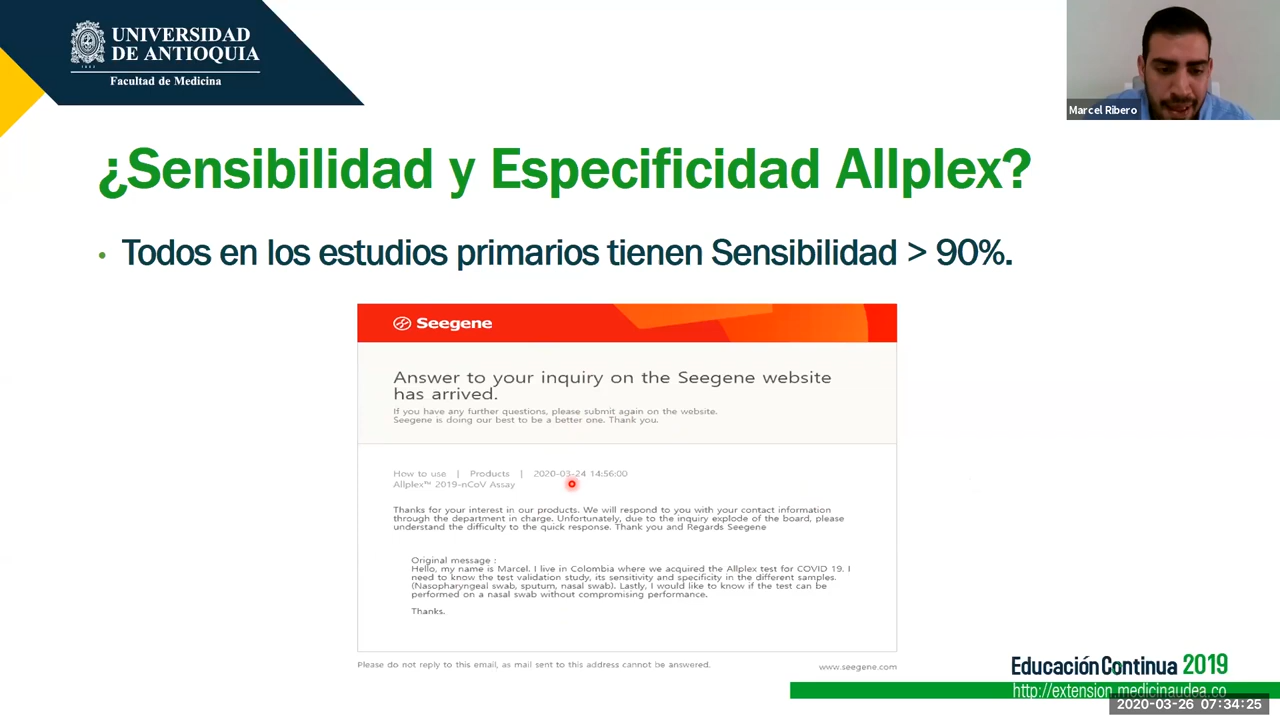 UNIVERSIDAD
DE ANTIOQUIA
1803
Facultad de Medicina
Marcel Ribero
¿Sensibilidad y Especificidad Allplex?
• Todos en los estudios primarios tienen Sensibilidad > 90%.
Seegene
Answer to your inquiry on the Seegene website
has arrived.
If you have any further questions, please submit again on the website.
Seegene is doing our best to be a better one. Thank you.
How to use | Products | 2020-03-24 14:56:00
Allplex™ 2019-nCoV Assay
Thanks for your interest in our products. We will respond to you with your contact information
through the department in charge. Unfortunately, due to the inquiry explode of the board, please
understand the difficulty to the quick response. Thank you and Regards Seegene
Original message :
Hello, my name is Marcel. I live in Colombia where we acquired the Allplex test for COVID 19. I
need to know the test validation study, its sensitivity and specificity in the different samples.
(Nasopharyngeal swab, sputum, nasal swab). Lastly, I would like to know if the test can be
performed on a nasal swab without compromising performance.
Thanks.
Please do not reply to this email, as mail sent to this address cannot be answered.
www.seegene.com
Educación Continua 2019
http://extension.medicinaudea.co
2020-03-26 07:34:25